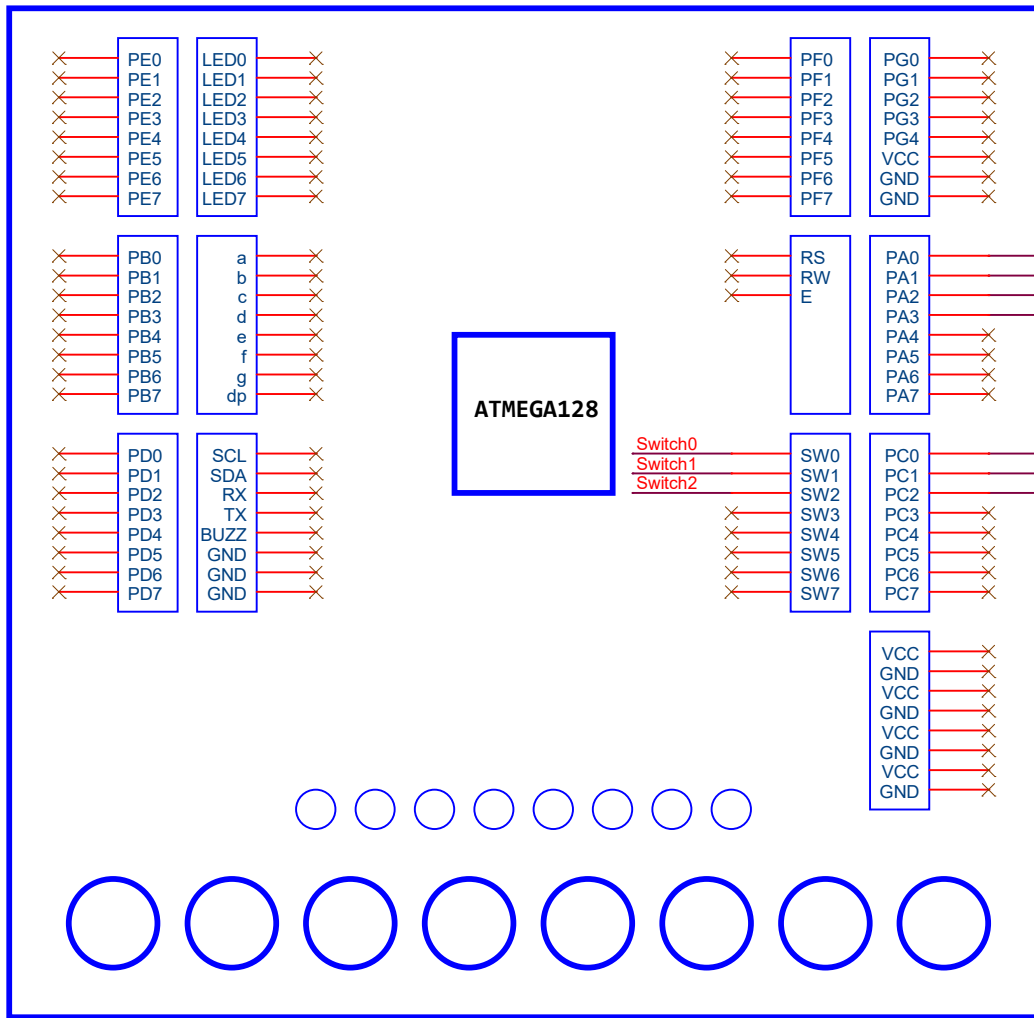 PE0 LED0
PE1 LED1
PE2 LED2
PE3 LED3
PE4 LED4
PE5 LED5
PE6 LED6
PE7 LED7
PF0 PG0
PF1 PG1
PF2 PG2
PF3 PG3
PF4 PG4
PF5 VCC
PF6 GND
PF7 GND
PB0 a
PB1 b
PB2 c
PB3 d
PB4 e
PB5 f
PB6 g
PB7 dp
RS PA0
RW PA1
E PA2
PA3
PA4
PA5
PA6
PA7
ATMEGA128
PD0 SCL
PD1 SDA
PD2 RX
PD3 TX
PD4 BUZZ
PD5 GND
PD6 GND
PD7 GND
Switch0 SW0 PC0
Switch1 SW1 PC1
Switch2 SW2 PC2
SW3 PC3
SW4 PC4
SW5 PC5
SW6 PC6
SW7 PC7
VCC
GND
VCC
GND
VCC
GND
VCC
GND